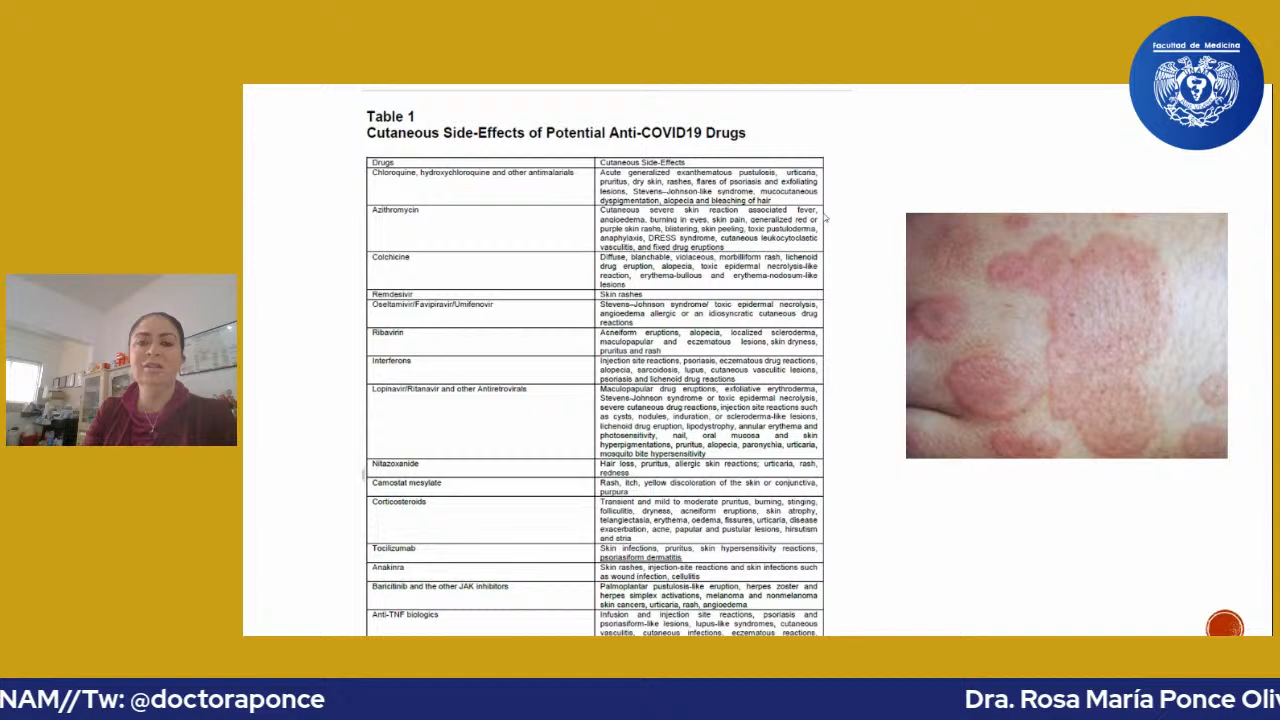 Facultad de Medicina
Table 1
Cutaneous Side-Effects of Potential Anti-COVID19 Drugs
Drugs
Cutaneous Side-Effects
Chloroquine, hydroxychloroquine and other antimalarials
Acute generalized exanthematous pustulosis, urticaria,
pruritus, dry skin, rashes, flares of psoriasis and exfoliating
lesions, Stevens–Johnson-like syndrome, mucocutaneous
dyspigmentation, alopecia and bleaching of hair
Azithromycin
Cutaneous severe skin reaction associated fever,
angioedema, burning in eyes, skin pain, generalized red or
purple skin rashs, blistering, skin peeling, toxic pustuloderma,
anaphylaxis, DRESS syndrome, cutaneous leukocytoclastic
vasculitis, and fixed drug eruptions
Colchicine
Diffuse, blanchable, violaceous, morbilliform rash, lichenoid
drug eruption, alopecia, toxic epidermal necrolysis-like
reaction, erythema-bullous and erythema-nodosum-like
lesions
Remdesivir
Skin rashes
Oseltamivir/Favipiravir/Umifenovir
Stevens–Johnson syndrome/ toxic epidermal necrolysis,
angioedema allergic or an idiosyncratic cutaneous drug
reactions
Ribavirin
Acneiform eruptions, alopecia, localized scleroderma,
maculopapular and eczematous lesions, skin dryness,
pruritus and rash
Interferons
Injection site reactions, psoriasis, eczematous drug reactions,
alopecia, sarcoidosis, lupus, cutaneous vasculitic lesions,
psoriasis and lichenoid drug reactions
Lopinavir/Ritanavir and other Antiretrovirals
Maculopapular drug eruptions, exfoliative erythroderma,
Stevens-Johnson syndrome or toxic epidermal necrolysis,
severe cutaneous drug reactions, injection site reactions such
as cysts, nodules, induration, or scleroderma-like lesions,
lichenoid drug eruption, lipodystrophy, annular erythema and
photosensitivity, nail, oral mucosa and skin
hyperpigmentations, pruritus, alopecia, paronychia, urticaria,
mosquito bite hypersensitivity
Nitazoxanide
Hair loss, pruritus, allergic skin reactions; urticaria, rash,
redness
Camostat mesylate
Rash, itch, yellow discoloration of the skin or conjunctiva,
purpura
Corticosteroids
Transient and mild to moderate pruritus, burning, stinging,
folliculitis, dryness, acneiform eruptions, skin atrophy,
telangiectasia, erythema, oedema, fissures, urticaria, disease
exacerbation, acne, papular and pustular lesions, hirsutism
and stria
Tocilizumab
Skin infections, pruritus, skin hypersensitivity reactions,
psoriasiform dermatitis
Anakinra
Skin rashes, injection-site reactions and skin infections such
as wound infection, cellulitis
Baricitinib and the other JAK inhibitors
Palmoplantar pustulosis-like eruption, herpes zoster and
herpes simplex activations, melanoma and nonmelanoma
skin cancers, urticaria, rash, angioedema
Anti-TNF biologics
Infusion and injection site reactions, psoriasis and
psoriasiform-like lesions, lupus-like syndromes, cutaneous
vasculitis, cutaneous infections, eczematous reactions,
NAM//Tw: @doctoraponce
Dra. Rosa María Ponce Oliv